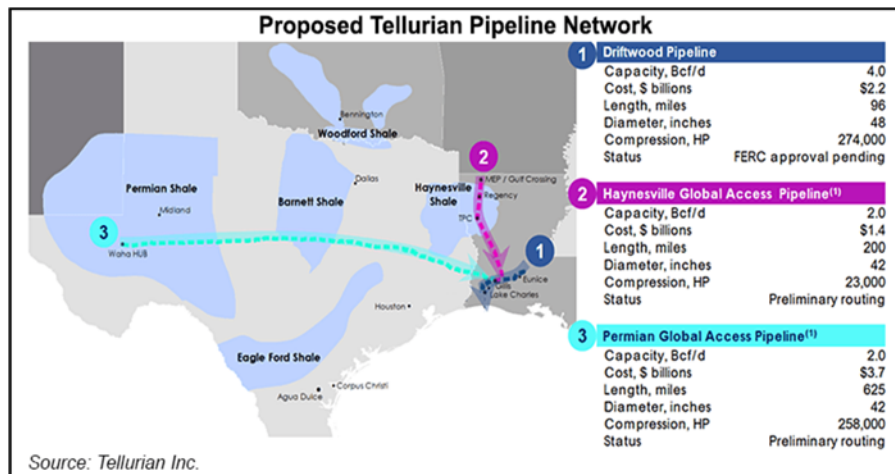 Proposed Tellurian Pipeline Network
1 Driftwood Pipeline
Capacity, Bcf/d 4.0
Cost, $ billions $2.2
Length, miles 96
Diameter, inches 48
Compression, HP 274,000
Status FERC approval pending
2 Haynesville Global Access Pipeline(1)
Capacity, Bcf/d 2.0
Cost, $ billions $1.4
Length, miles 200
Diameter, inches 42
Compression, HP 23,000
Status Preliminary routing
3 Permian Global Access Pipeline(1)
Capacity, Bcf/d 2.0
Cost, $ billions $3.7
Length, miles 625
Diameter, inches 42
Compression, HP 258,000
Status Preliminary routing
Bennington
Woodford Shale
2
Dallas
MEP / Gulf Crossing
Permian Shale
Barnett Shale
Haynesville
Shale
Regency
Midland
TPC
3
Waha HUB
1
Eunice
Gillis
Lake Charles
Houston
Eagle Ford Shale
Agua Dulce
Corpus Christi
Source: Tellurian Inc.